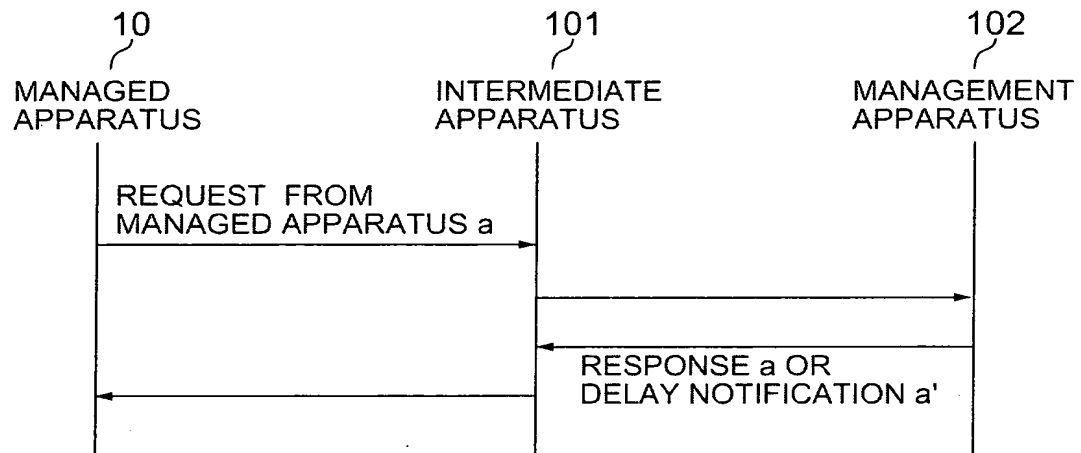 10
101
102
MANAGED
APPARATUS
INTERMEDIATE
APPARATUS
MANAGEMENT
APPARATUS
REQUEST FROM
MANAGED APPARATUS a
RESPONSE a OR
DELAY NOTIFICATION a'